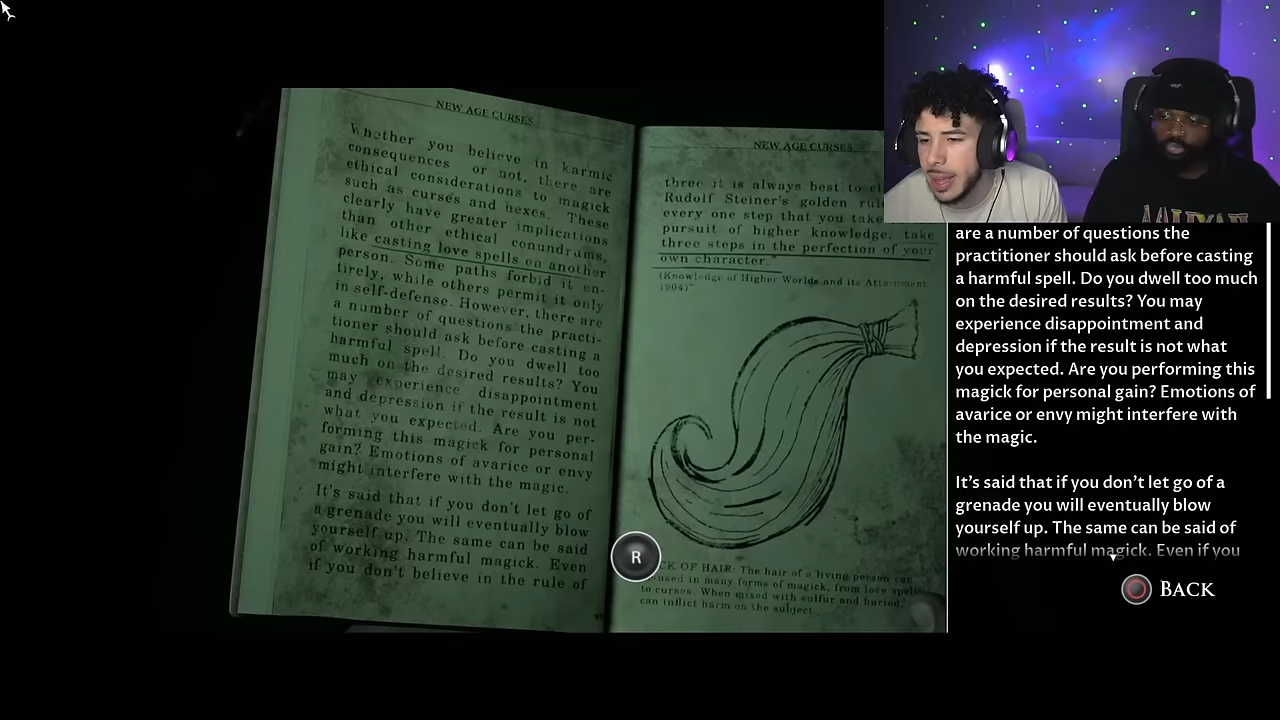 NEW AGE CURSES
Whether you believe in karmic
consequences or not, there are
ethical considerations to magick
such as curses and hexes. These
clearly have greater implications
than other ethical conundrums,
like casting love spells on another
person. Some paths forbid it en-
tirely, while others permit it only
in self-defense. However, there are
a number of questions the practi-
tioner should ask before casting a
harmful spell. Do you dwell too
much on the desired results? You
may experience disappointment
and depression if the result is not
what you expected. Are you per-
forming this magick for personal
gain? Emotions of avarice or envy
might interfere with the magic.
It's said that if you don't let go of
a grenade you will eventually blow
yourself up. The same can be said
of working harmful magick. Even
if you don't believe in the rule of
NEW AGE CURSES
three it is always best to
Rudolf Steiner's golden
every one step that you take
pursuit of higher knowledge, take
three steps in the perfection of your
own character."
(Knowledge of Higher Worlds and its Attainment
1904)"
OF HAIR: The hair of a living person can
used in many forms of magick, from love spells
to curses. When mixed with sulfur and buried,
can inflict harm on the subject.
R
are a number of questions the
practitioner should ask before casting
a harmful spell. Do you dwell too much
on the desired results? You may
experience disappointment and
depression if the result is not what
you expected. Are you performing this
magick for personal gain? Emotions of
avarice or envy might interfere with
the magic.
It's said that if you don't let go of a
grenade you will eventually blow
yourself up. The same can be said of
working harmful magick. Even if you
BACK
AALIYAH